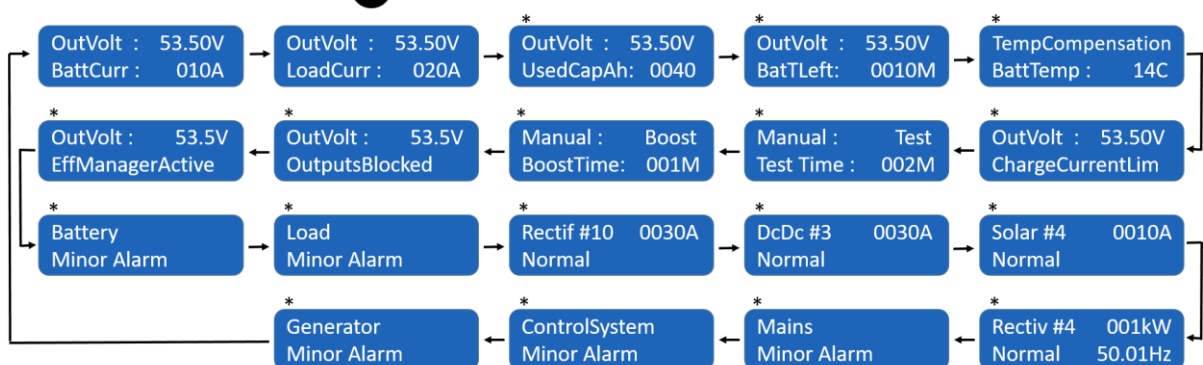 OutVolt : 53.50V
BattCurr : 010A
OutVolt : 53.50V
LoadCurr : 020A
*
OutVolt : 53.50V
UsedCapAh: 0040
*
OutVolt : 53.50V
BatTLeft: 0010M
*
TempCompensation
BattTemp : 14C
*
OutVolt : 53.5V
EffManagerActive
*
OutVolt : 53.5V
OutputsBlocked
*
Manual : Boost
BoostTime: 001M
*
Manual : Test
Test Time : 002M
*
OutVolt : 53.50V
ChargeCurrentLim
*
Battery
Minor Alarm
*
Load
Minor Alarm
*
Rectif #10 0030A
Normal
*
DcDc #3 0030A
Normal
*
Solar #4 0010A
Normal
*
Generator
Minor Alarm
*
ControlSystem
Minor Alarm
*
Mains
Minor Alarm
*
Rectiv #4 001kW
Normal 50.01Hz